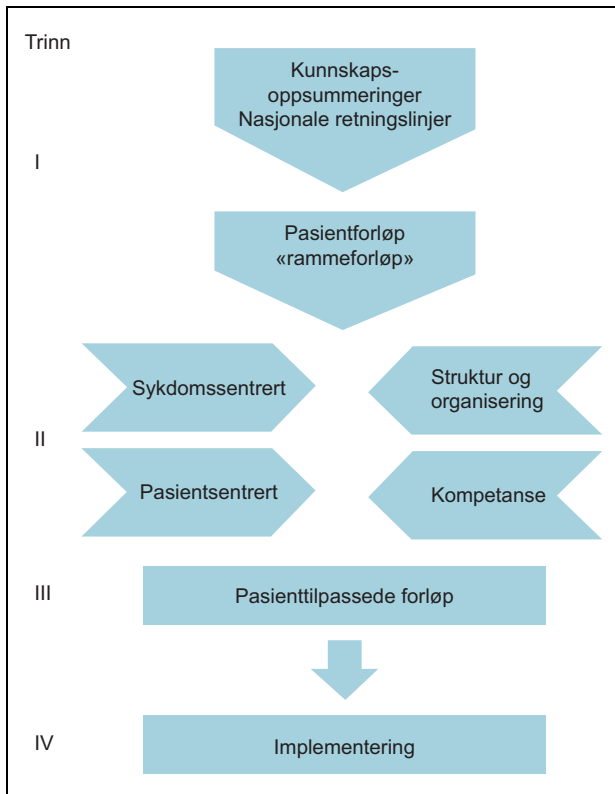 Trinn
Kunnskaps-
oppsummeringer
Nasjonale retningslinjer
I
Pasientforløp
«rammeforløp»
Sykdomssentrert
Struktur og
organisering
II
Pasientsentrert
Kompetanse
III
Pasienttilpassede forløp
IV
Implementering